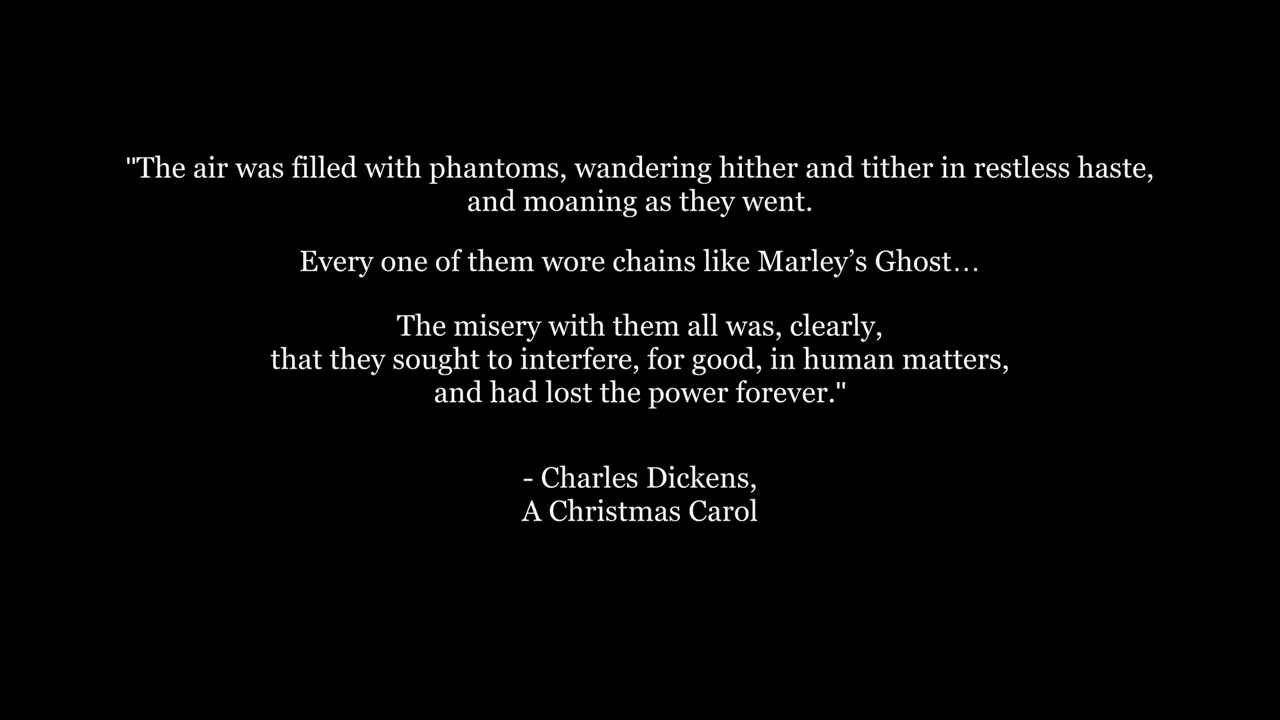 "The air was filled with phantoms, wandering hither and tither in restless haste,
and moaning as they went.
Every one of them wore chains like Marley’s Ghost…
The misery with them all was, clearly,
that they sought to interfere, for good, in human matters,
and had lost the power forever."
- Charles Dickens,
A Christmas Carol